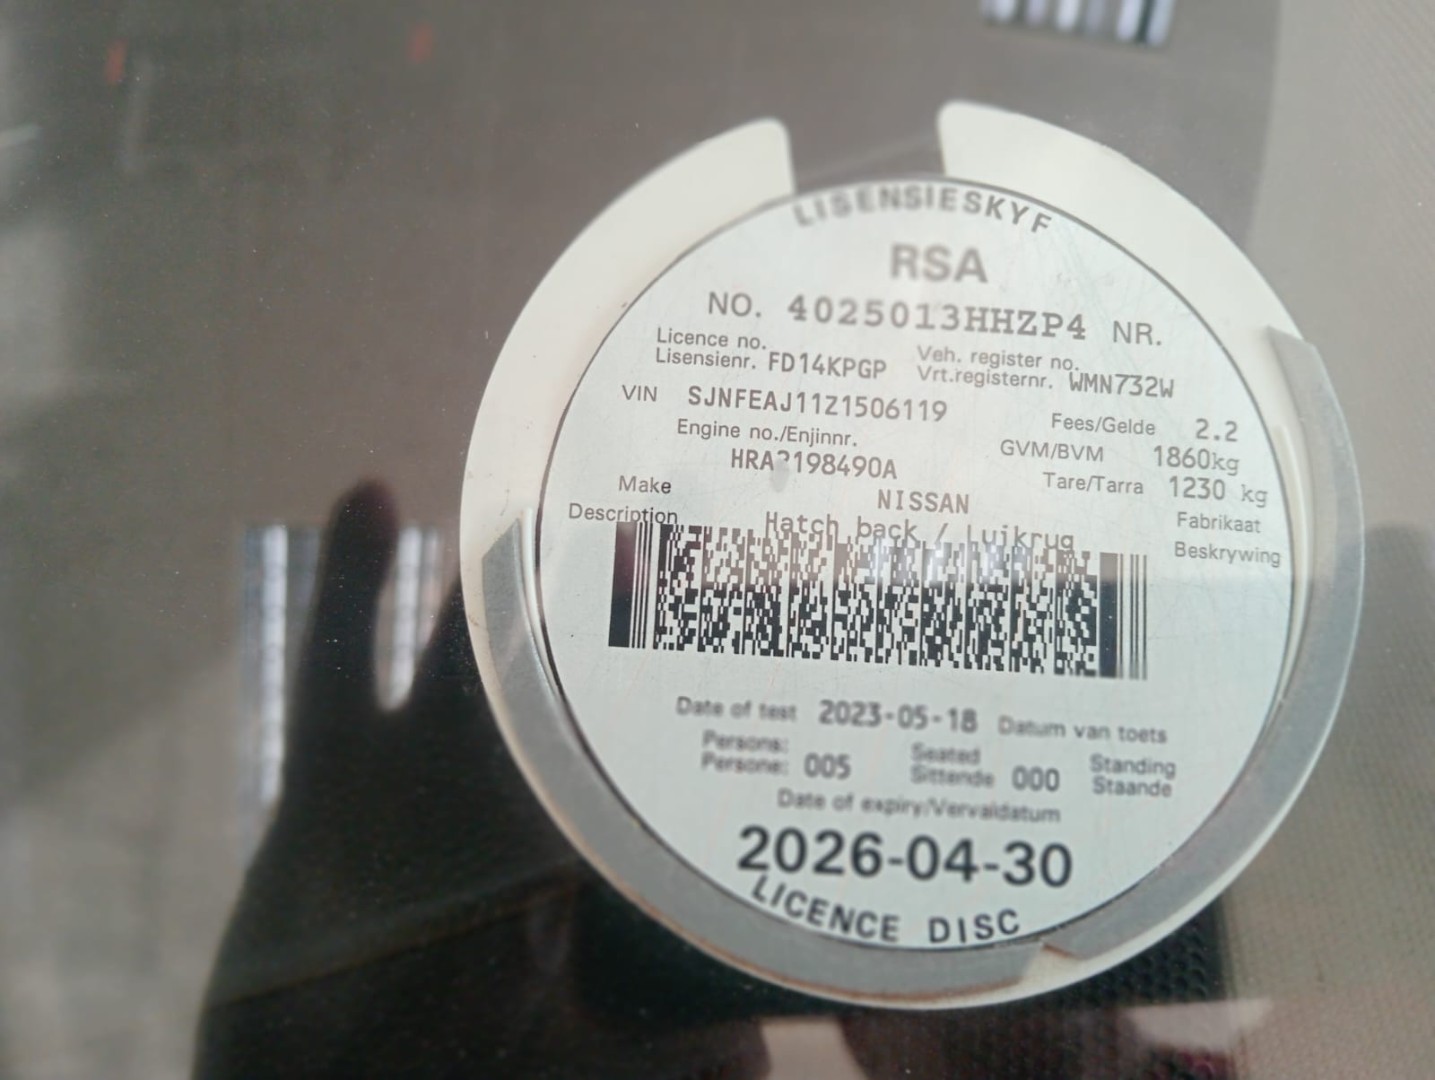 LISENSIESKYF
RSA
NO. 4025013HHZP4 NR.
Licence no. Veh. register no.
Lisensienr. FD14KPGP Vrt.registernr. WMN732W
VIN SJNFEAJ11Z1506119 Fees/Gelde 2.2
Engine no./Enjinnr. GVM/BVM 1860kg
HRA2198490A Tare/Tarra 1230 kg
Make NISSAN Fabrikaat
Description Hatch back / Luikrug Beskrywing
Date of test 2023-05-18 Datum van toets
Persons: Seated Standing
Persone: 005 Sittende 000 Staande
Date of expiry/Vervaldatum
2026-04-30
LICENCE DISC